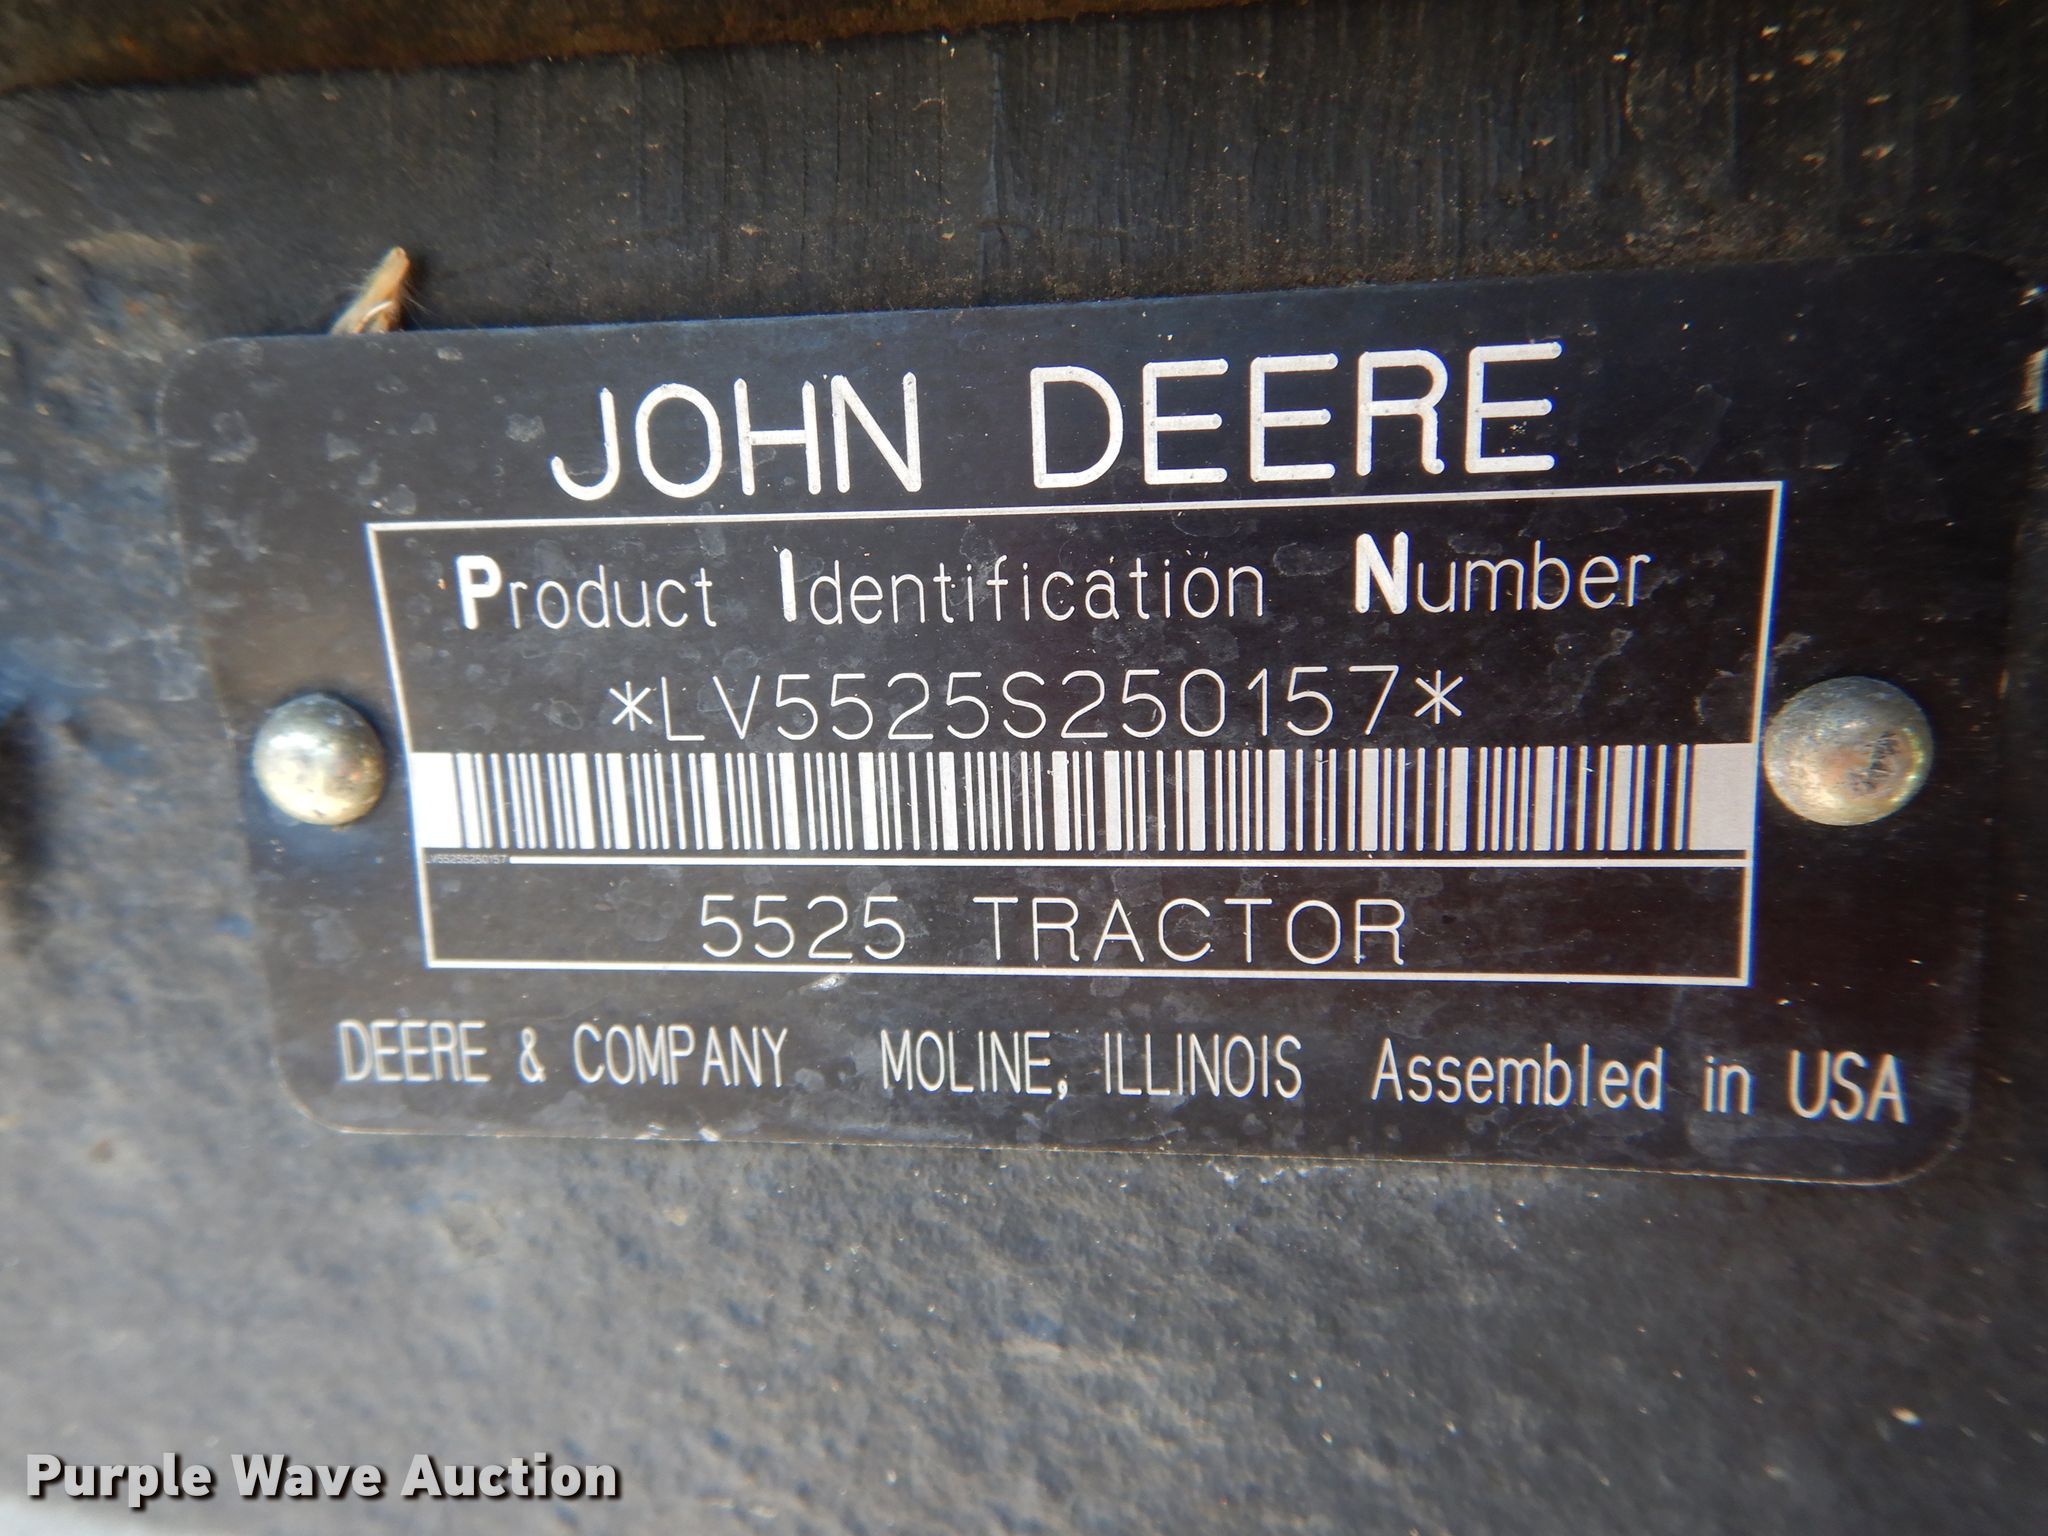 JOHN DEERE
Product Identification Number
*LV5525S250157*
LV5525S250157
5525 TRACTOR
DEERE & COMPANY MOLINE, ILLINOIS Assembled in USA
Purple Wave Auction